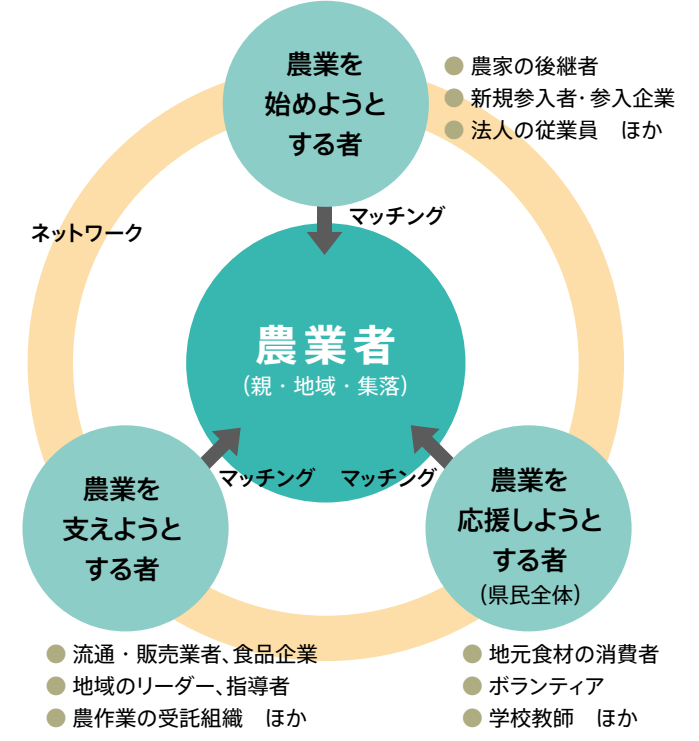 農業を
始めようと
する者
● 農家の後継者
● 新規参入者・参入企業
● 法人の従業員　ほか
マッチング
ネットワーク
農業者
(親・地域・集落)
マッチング
マッチング
農業を
支えようと
する者
農業を
応援しようと
する者
(県民全体)
● 流通・販売業者、食品企業
● 地域のリーダー、指導者
● 農作業の受託組織　ほか
● 地元食材の消費者
● ボランティア
● 学校教師　ほか